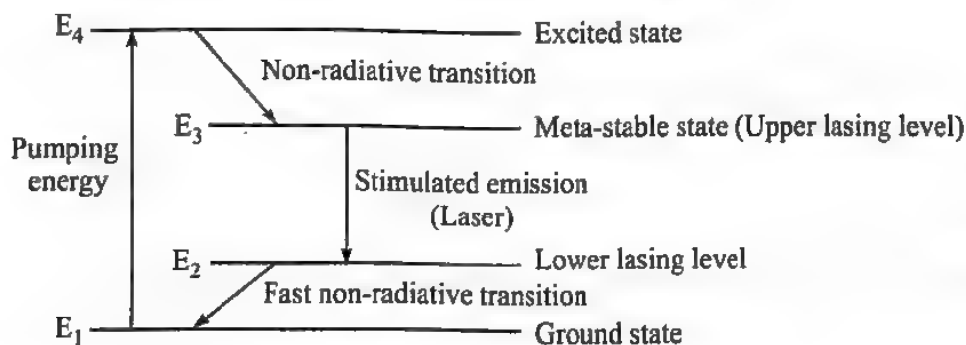 E4 Excited state
Non-radiative transition
E3 Meta-stable state (Upper lasing level)
Pumping
energy
Stimulated emission
(Laser)
E2 Lower lasing level
Fast non-radiative transition
E1 Ground state